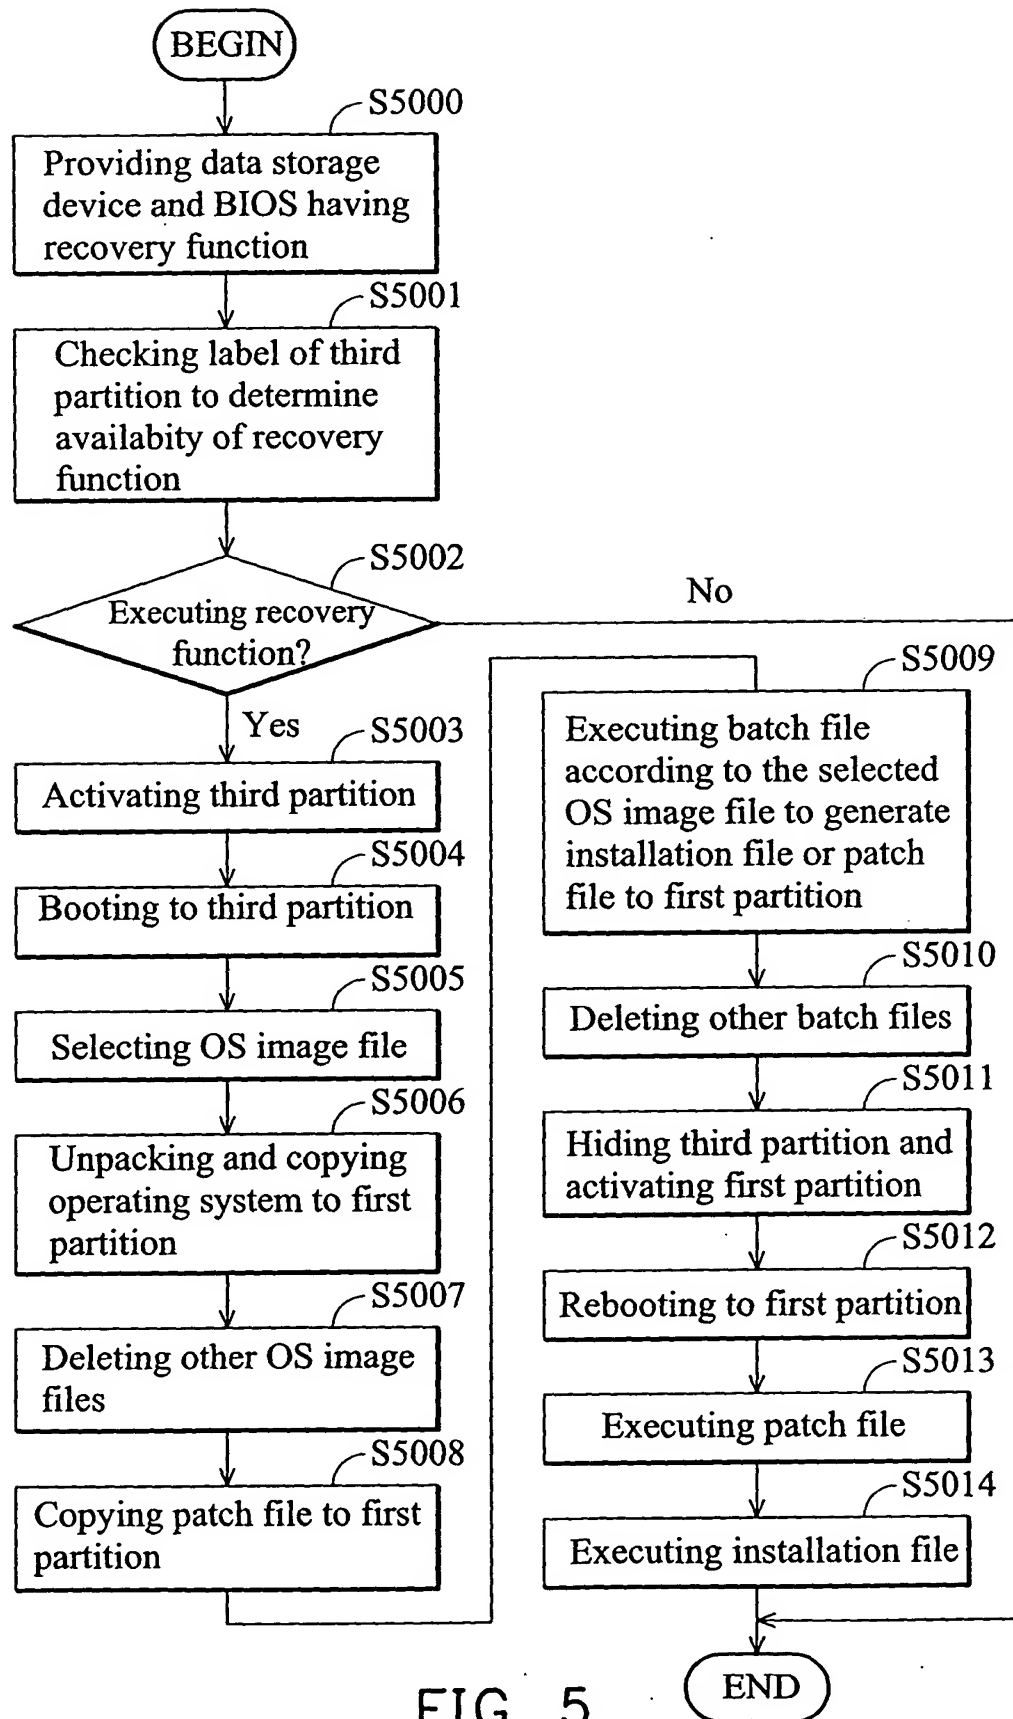 BEGIN
S5000
Providing data storage
device and BIOS having
recovery function
S5001
Checking label of third
partition to determine
availabity of recovery
function
S5002
Executing recovery
function?
No
Yes
S5003
Activating third partition
S5004
Booting to third partition
S5005
Selecting OS image file
S5006
Unpacking and copying
operating system to first
partition
S5007
Deleting other OS image
files
S5008
Copying patch file to first
partition
S5009
Executing batch file
according to the selected
OS image file to generate
installation file or patch
file to first partition
S5010
Deleting other batch files
S5011
Hiding third partition and
activating first partition
S5012
Rebooting to first partition
S5013
Executing patch file
S5014
Executing installation file
END
FIG. 5